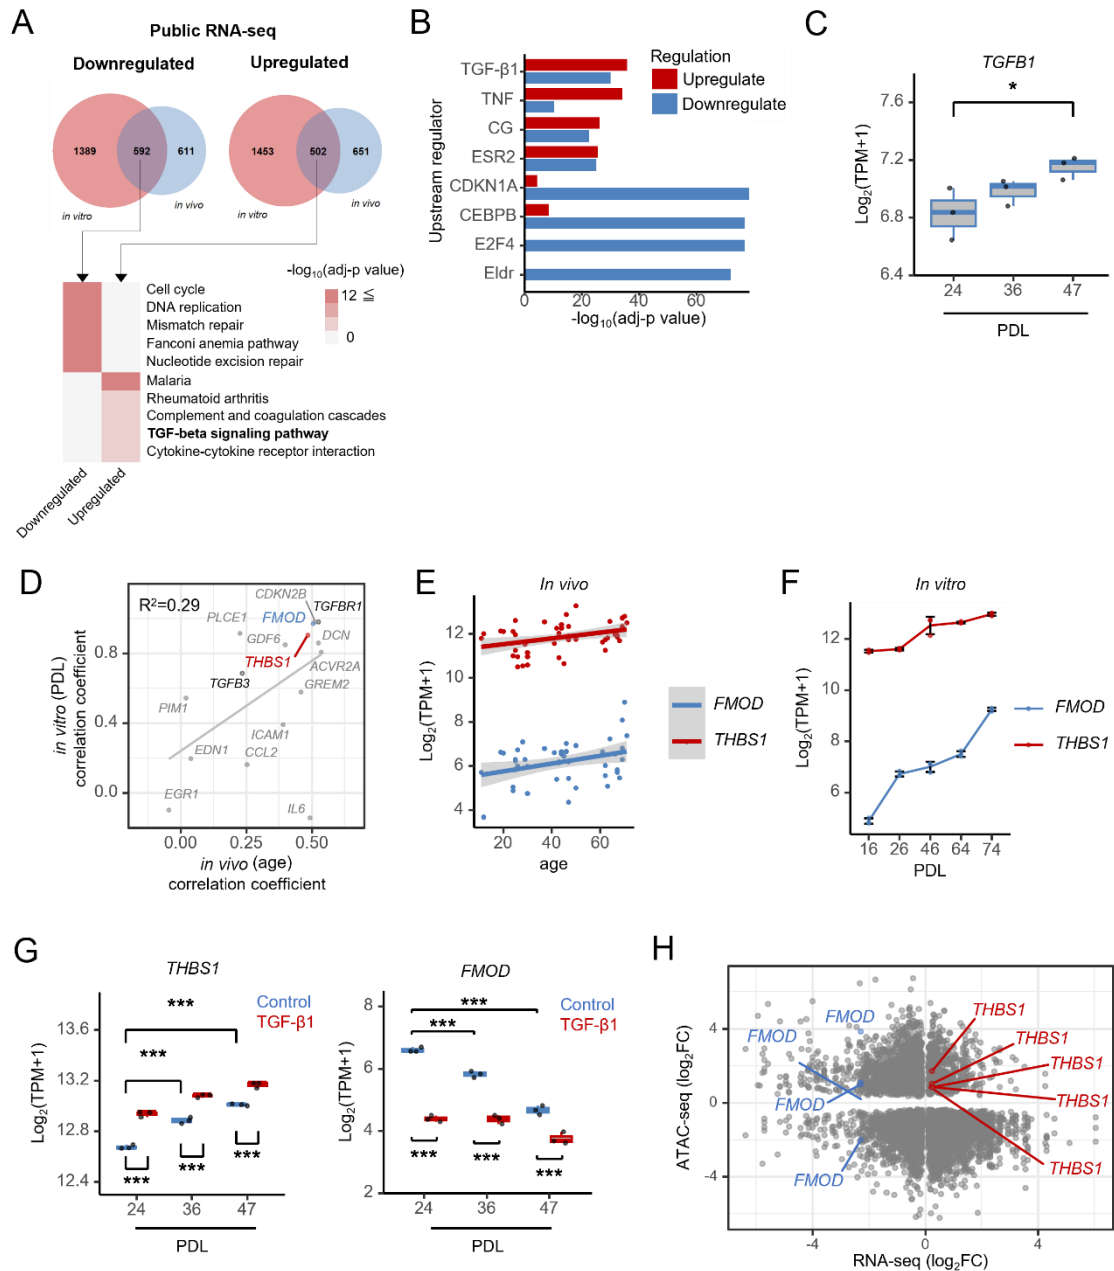 A
Public RNA-seq
Downregulated
Upregulated
1389
592
611
1453
502
651
in vitro
in vivo
in vitro
in vivo
-log10(adj-p value)
12 ≦
0
Cell cycle
DNA replication
Mismatch repair
Fanconi anemia pathway
Nucleotide excision repair
Malaria
Rheumatoid arthritis
Complement and coagulation cascades
TGF-beta signaling pathway
Cytokine-cytokine receptor interaction
Downregulated
Upregulated
B
Regulation
Upregulate
Downregulate
Upstream regulator
TGF-β1
TNF
CG
ESR2
CDKN1A
CEBPB
E2F4
Eldr
0
20
40
60
-log10(adj-p value)
C
TGFB1
*
Log2(TPM+1)
7.6
7.2
6.8
6.4
24
36
47
PDL
D
R2=0.29
CDKN2B
TGFBR1
PLCE1
FMOD
GDF6
DCN
THBS1
ACVR2A
TGFB3
GREM2
PIM1
ICAM1
EDN1
CCL2
EGR1
IL6
in vitro (PDL)
correlation coefficient
0.8
0.4
0.0
0.00
0.25
0.50
in vivo (age)
correlation coefficient
E
In vivo
Log2(TPM+1)
12
10
8
6
4
20
40
60
age
FMOD
THBS1
F
In vitro
Log2(TPM+1)
12
10
8
6
16
26
46
64
74
PDL
FMOD
THBS1
G
THBS1
Control
TGF-β1
***
***
***
***
***
Log2(TPM+1)
13.6
13.2
12.8
12.4
24
36
47
PDL
FMOD
Control
TGF-β1
***
***
***
***
***
Log2(TPM+1)
8
6
4
2
24
36
47
PDL
H
FMOD
FMOD
FMOD
FMOD
THBS1
THBS1
THBS1
THBS1
THBS1
ATAC-seq (log2FC)
4
0
-4
-4
0
4
RNA-seq (log2FC)